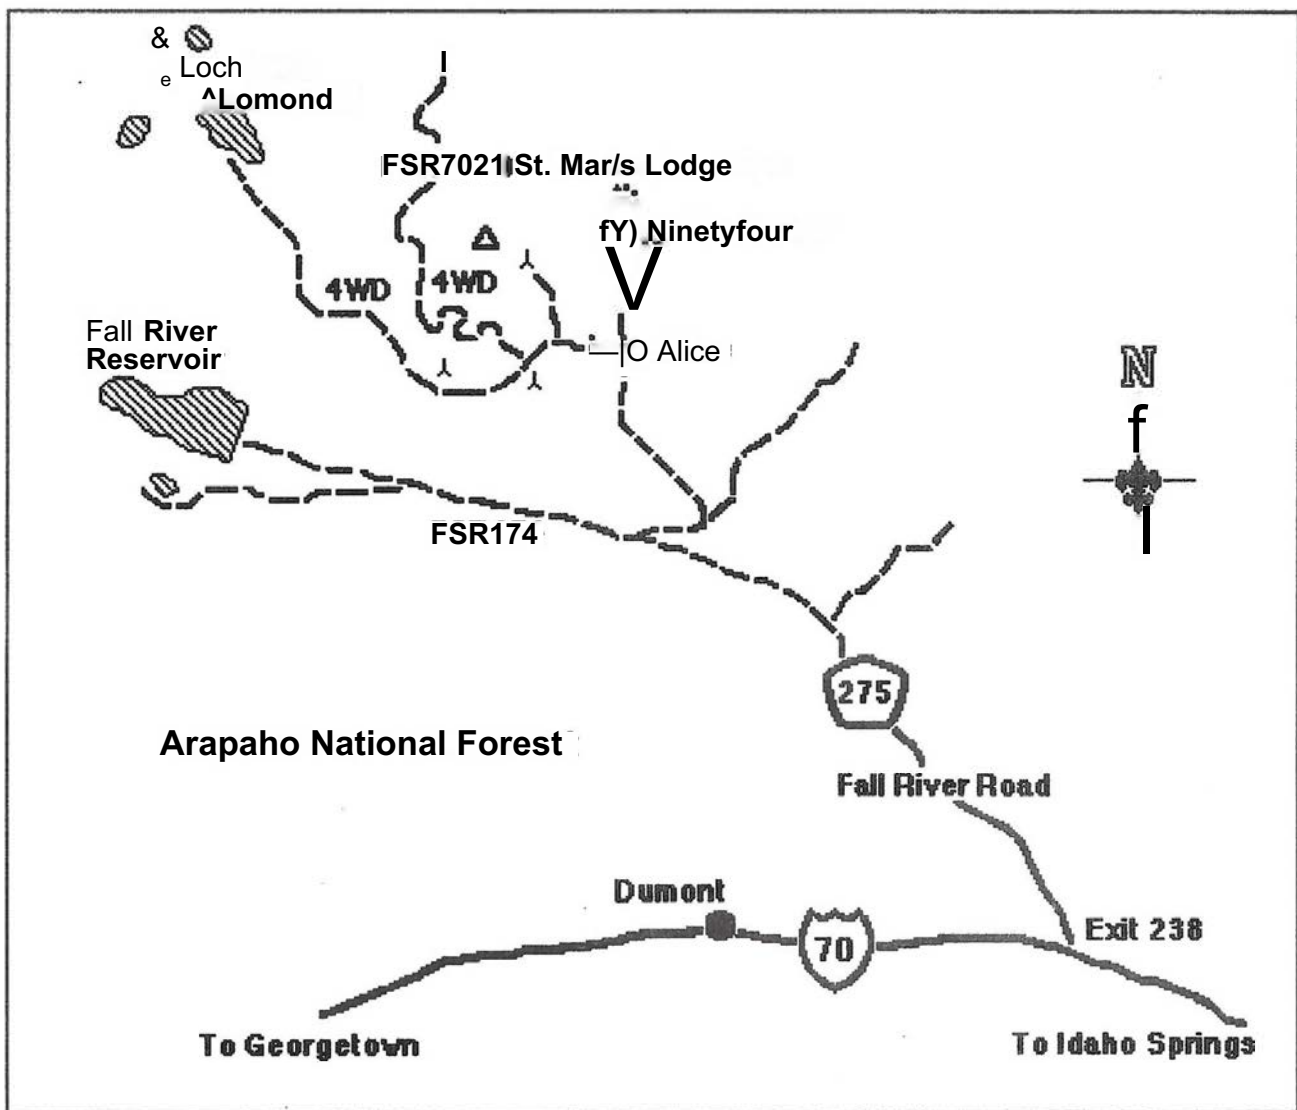 &
e Loch
^Lomond
FSR7021 St. Mar/s Lodge
fY) Ninetyfour
4WD
4WD
Fall River
Reservoir
O Alice
N
f
FSR174
275
Arapaho National Forest
Fall River Road
Dumont
70
Exit 238
To Georgetown
To Idaho Springs